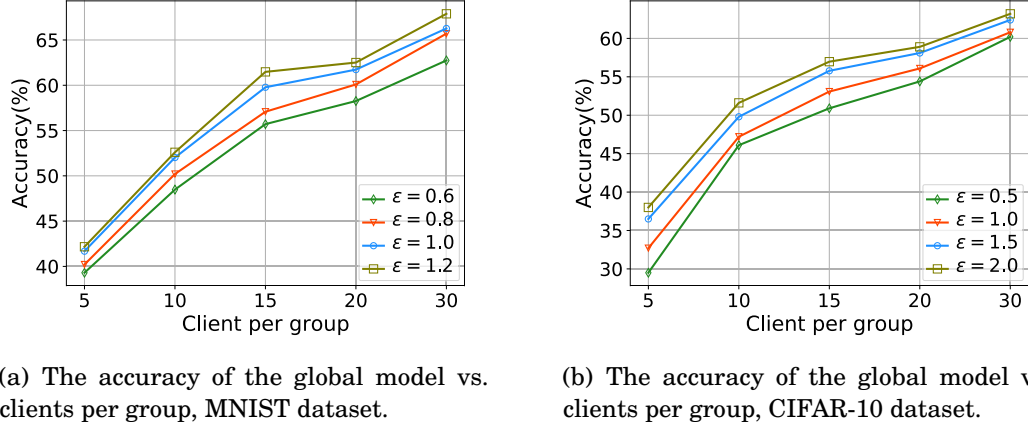 65
60
55
50
45
40
Accuracy(%)
5 10 15 20 30
Client per group
ε = 0.6
ε = 0.8
ε = 1.0
ε = 1.2
60
55
50
45
40
35
30
Accuracy(%)
5 10 15 20 30
Client per group
ε = 0.5
ε = 1.0
ε = 1.5
ε = 2.0
(a) The accuracy of the global model vs.
clients per group, MNIST dataset.
(b) The accuracy of the global model v
clients per group, CIFAR-10 dataset.